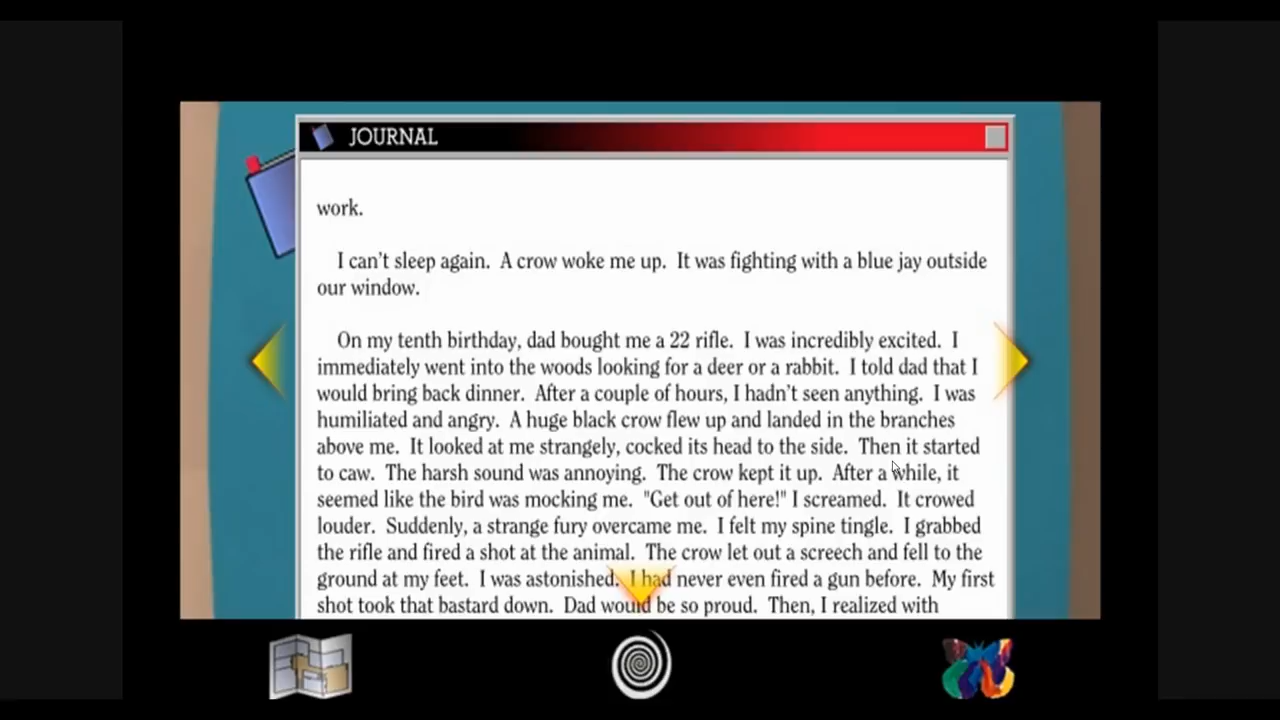 JOURNAL
work.
I can't sleep again.  A crow woke me up.  It was fighting with a blue jay outside
our window.
On my tenth birthday, dad bought me a 22 rifle.  I was incredibly excited.  I
immediately went into the woods looking for a deer or a rabbit.  I told dad that I
would bring back dinner.  After a couple of hours, I hadn't seen anything.  I was
humiliated and angry.  A huge black crow flew up and landed in the branches
above me.  It looked at me strangely, cocked its head to the side.  Then it started
to caw.  The harsh sound was annoying.  The crow kept it up.  After a while, it
seemed like the bird was mocking me.  "Get out of here!" I screamed.  It crowed
louder.  Suddenly, a strange fury overcame me.  I felt my spine tingle.  I grabbed
the rifle and fired a shot at the animal.  The crow let out a screech and fell to the
ground at my feet.  I was astonished.  I had never even fired a gun before.  My first
shot took that bastard down.  Dad would be so proud.  Then, I realized with